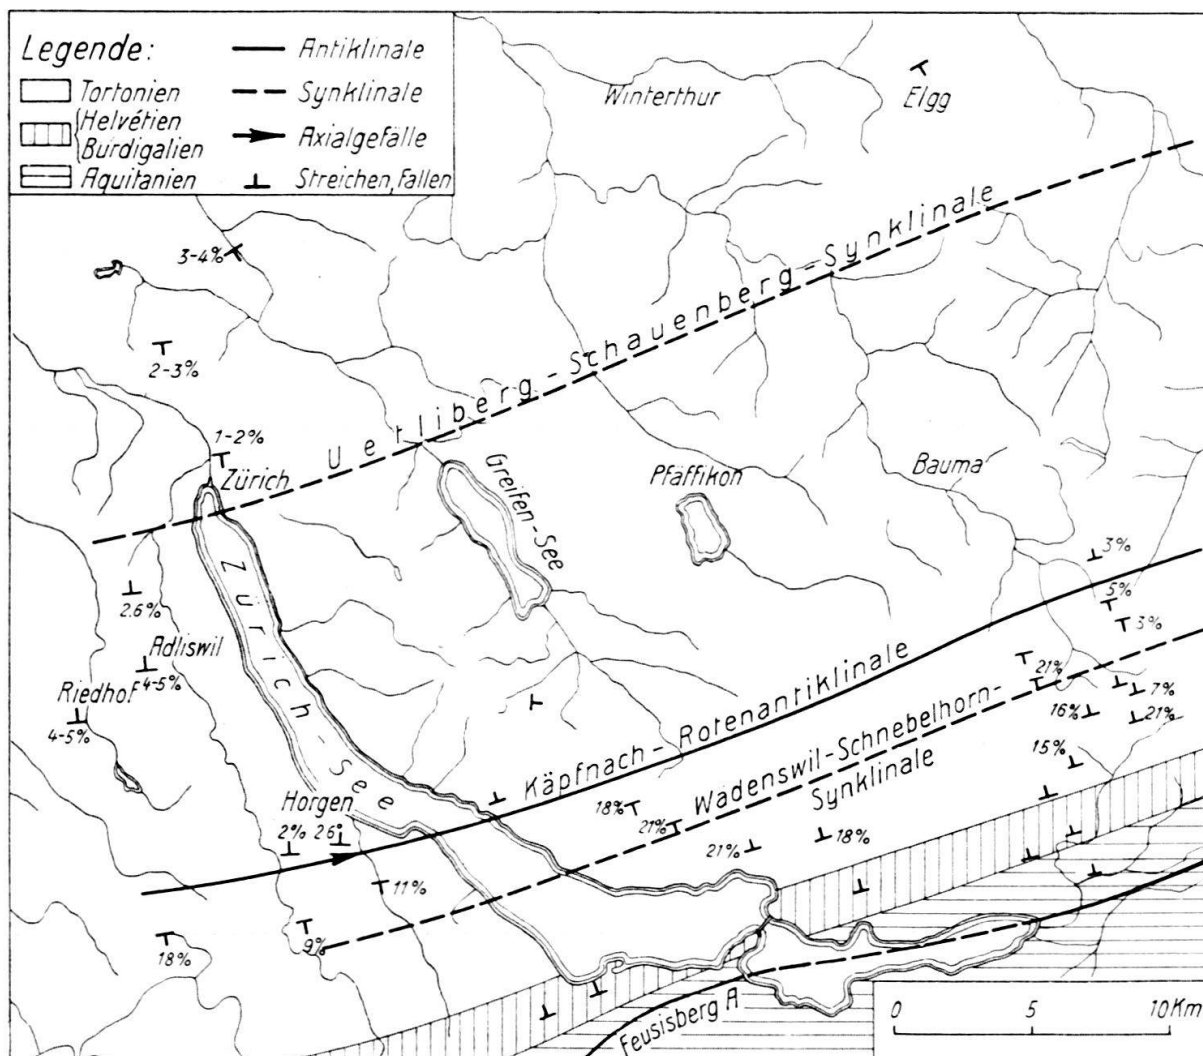 Legende:
Antiklinale
Tortonien
Synklinale
Helvétien
Burdigalien
Axialgefälle
Aquitanien
Streichen, Fallen
Winterthur
Elgg
3-4%
2-3%
Uetliberg-Schauenberg-Synklinale
1-2%
Zürich
Greifen-See
Pfäffikon
Bauma
3%
5%
3%
2.6%
Zürich-See
Adliswil
4-5%
Riedhof
4-5%
Käpfnach-Rotenantiklinale
Wädenswil-Schnebelhorn-
Synklinale
21%
7%
16%
21%
15%
Horgen
2%
26°
18%
21%
21%
18%
11%
9%
18%
Feusisberg A
0 5 10 Km